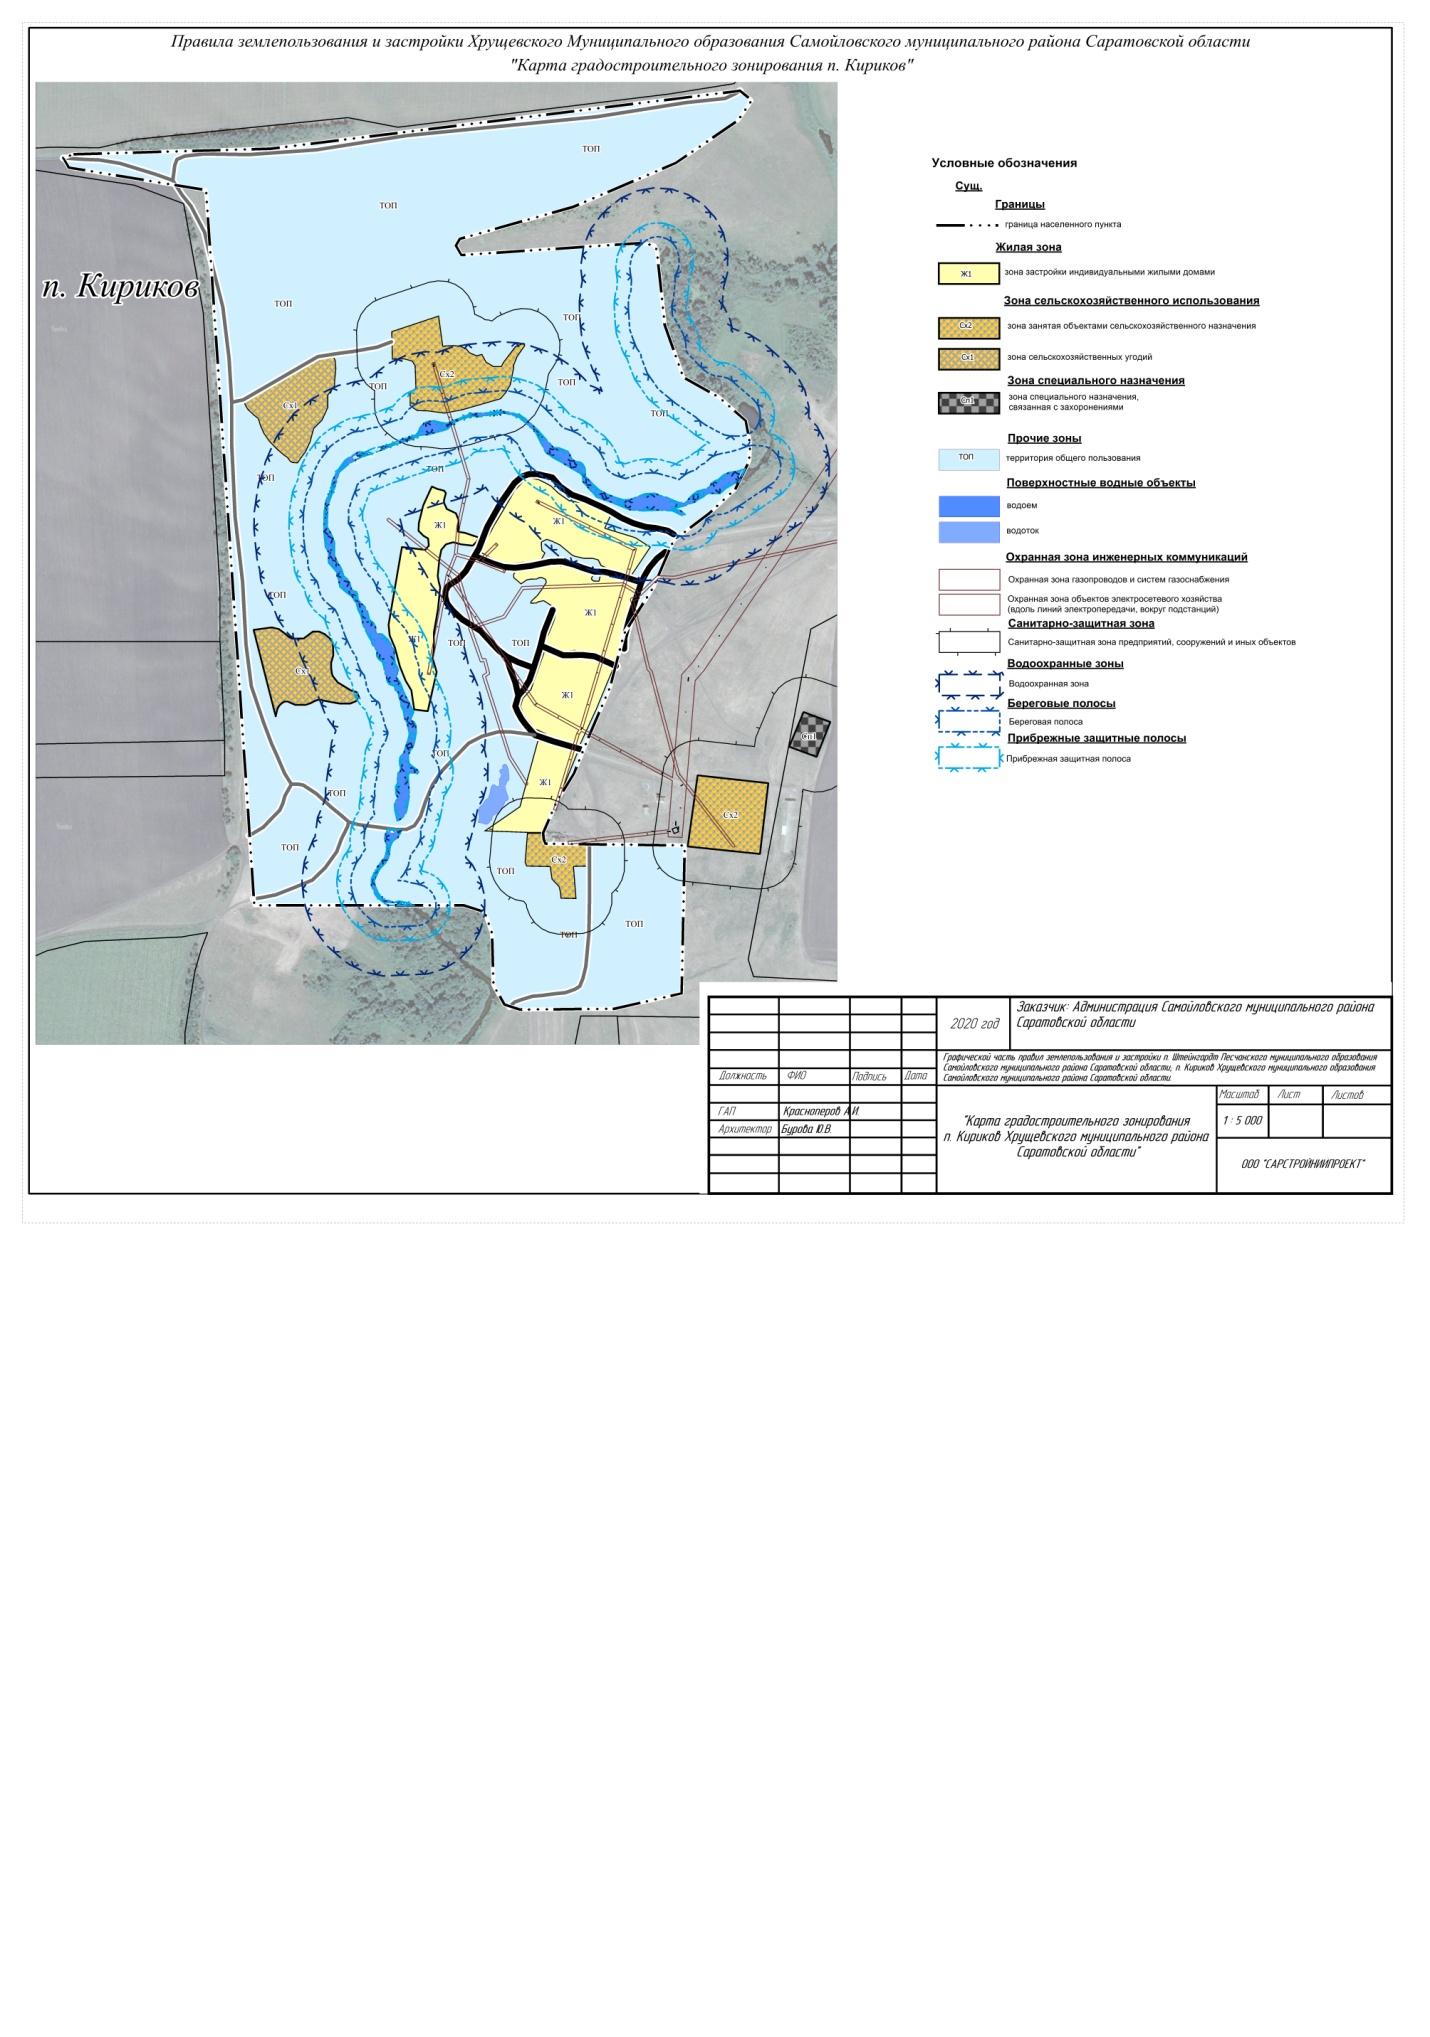 Правила землепользования и застройки Хрущевского Муниципального образования Самойловского муниципального района Саратовской области
"Карта градостроительного зонирования п. Кириков"
ТОП
ТОП
п. Кириков
ТОП
ТОП
Сх2
ТОП
ТОП
Сх1
ТОП
ТОП
ТОП
Ж1
Ж1
ТОП
Ж1
Ж1
ТОП
ТОП
Сх1
Ж1
Сп1
ТОП
Ж1
ТОП
Сх2
ТОП
Сх2
ТОП
ТОП
ТОП
Условные обозначения
Сущ.
Границы
граница населенного пункта
Жилая зона
Ж1 зона застройки индивидуальными жилыми домами
Зона сельскохозяйственного использования
Сх2 зона занятая объектами сельскохозяйственного назначения
Сх1 зона сельскохозяйственных угодий
Зона специального назначения
Сп1 зона специального назначения,
связанная с захоронениями
Прочие зоны
ТОП территория общего пользования
Поверхностные водные объекты
водоем
водоток
Охранная зона инженерных коммуникаций
Охранная зона газопроводов и систем газоснабжения
Охранная зона объектов электросетевого хозяйства
(вдоль линий электропередачи, вокруг подстанций)
Санитарно-защитная зона
Санитарно-защитная зона предприятий, сооружений и иных объектов
Водоохранные зоны
Водоохранная зона
Береговые полосы
Береговая полоса
Прибрежные защитные полосы
Прибрежная защитная полоса
2020 год
Заказчик: Администрация Самойловского муниципального района
Саратовской области
Графической часть правил землепользования и застройки п. Штейнгардт Песчанского муниципального образования
Самойловского муниципального района Саратовской области; п. Кириков Хрущевского муниципального образования
Самойловского муниципального района Саратовской области.
Должность ФИО Подпись Дата
ГАП Красноперов А.И.
Архитектор Бурова Ю.В.
"Карта градостроительного зонирования
п. Кириков Хрущевского муниципального района
Саратовской области"
Масштаб Лист Листов
1 : 5 000
ООО "САРСТРОЙНИИПРОЕКТ"